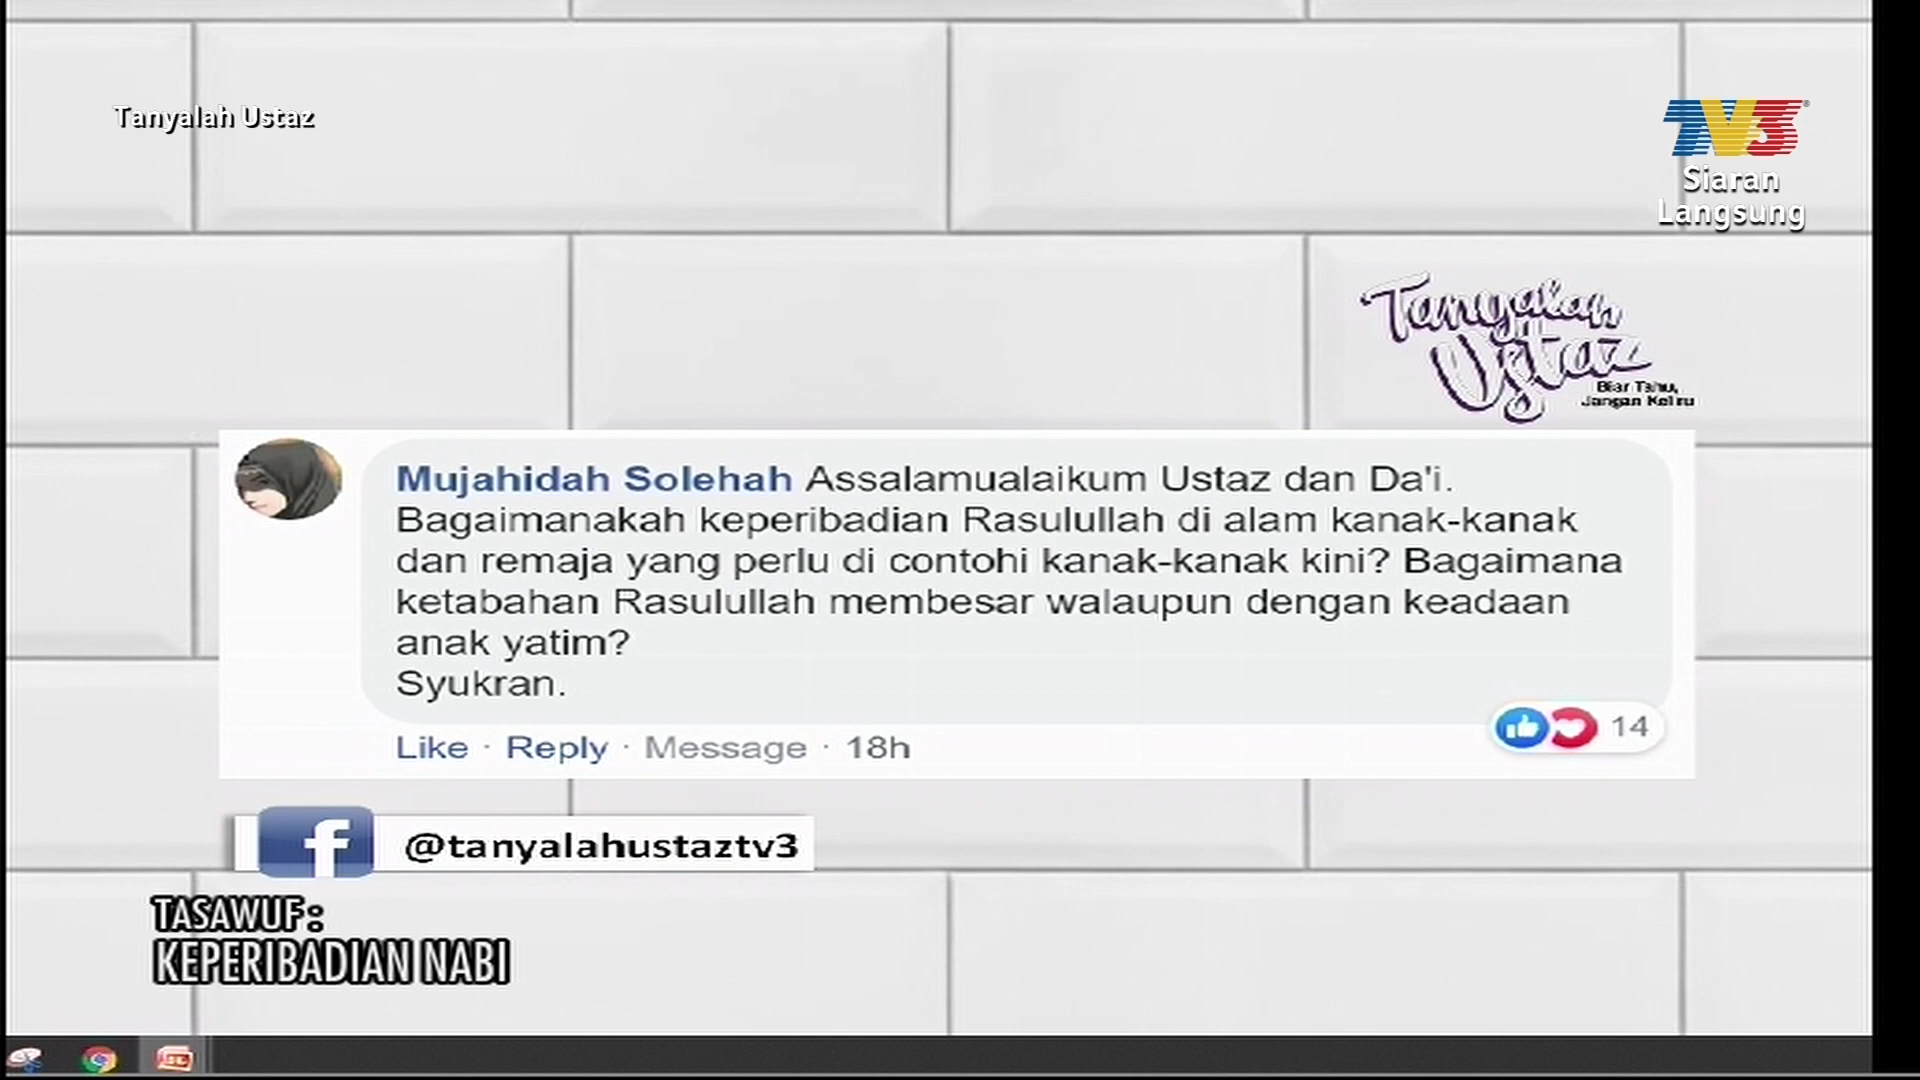 Tanyalah Ustaz
TV3
Siaran
Langsung
Tanyalah
Ustaz
Biar Tahu,
Jangan Keliru
Mujahidah Solehah Assalamualaikum Ustaz dan Da'i.
Bagaimanakah keperibadian Rasulullah di alam kanak-kanak
dan remaja yang perlu di contohi kanak-kanak kini? Bagaimana
ketabahan Rasulullah membesar walaupun dengan keadaan
anak yatim?
Syukran.
14
Like · Reply · Message · 18h
f @tanyalahustaztv3
TASAWUF :
KEPERIBADIAN NABI